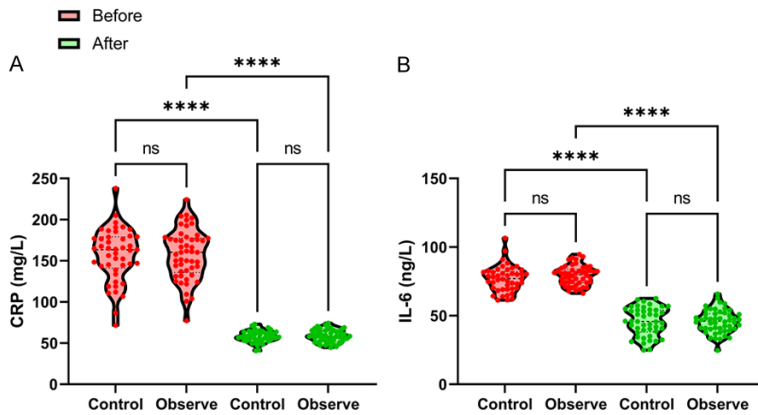 Before
After
A
****
****
ns
ns
CRP (mg/L)
250
200
150
100
50
0
Control Observe Control Observe
B
****
****
ns
ns
IL-6 (ng/L)
150
100
50
0
Control Observe Control Observe